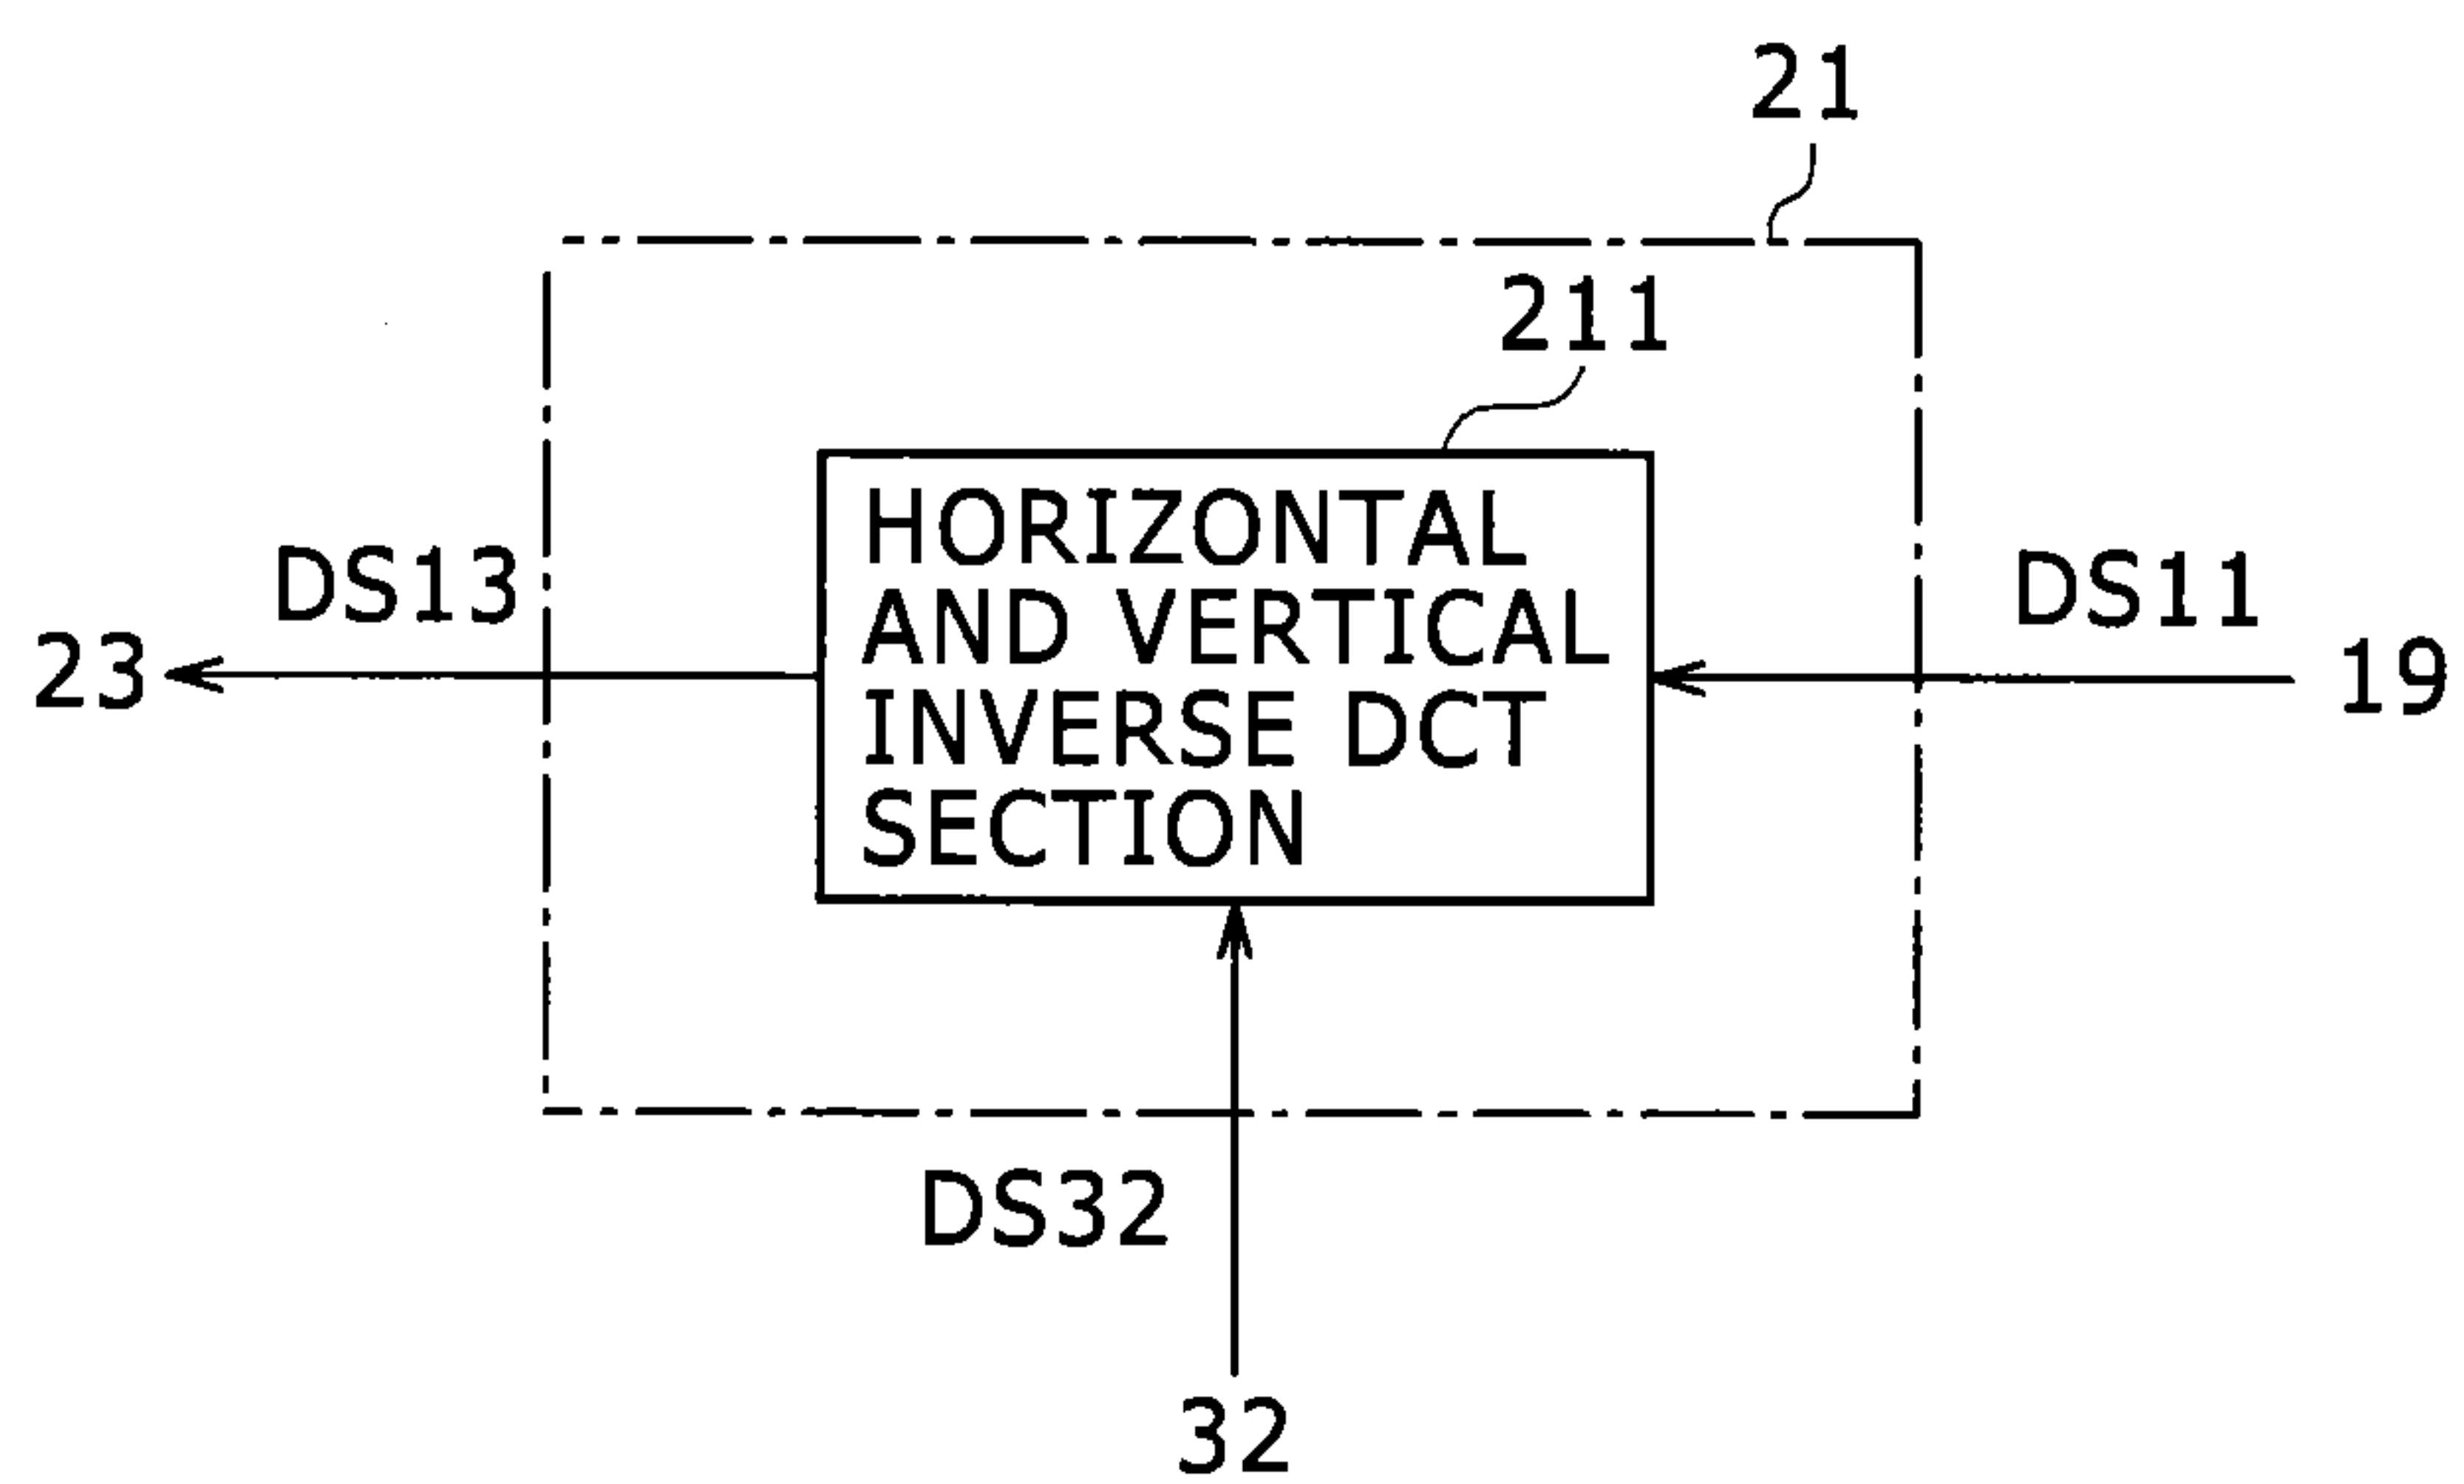 21
211
HORIZONTAL
AND VERTICAL
INVERSE DCT
SECTION
DS13
23
DS11
19
DS32
32